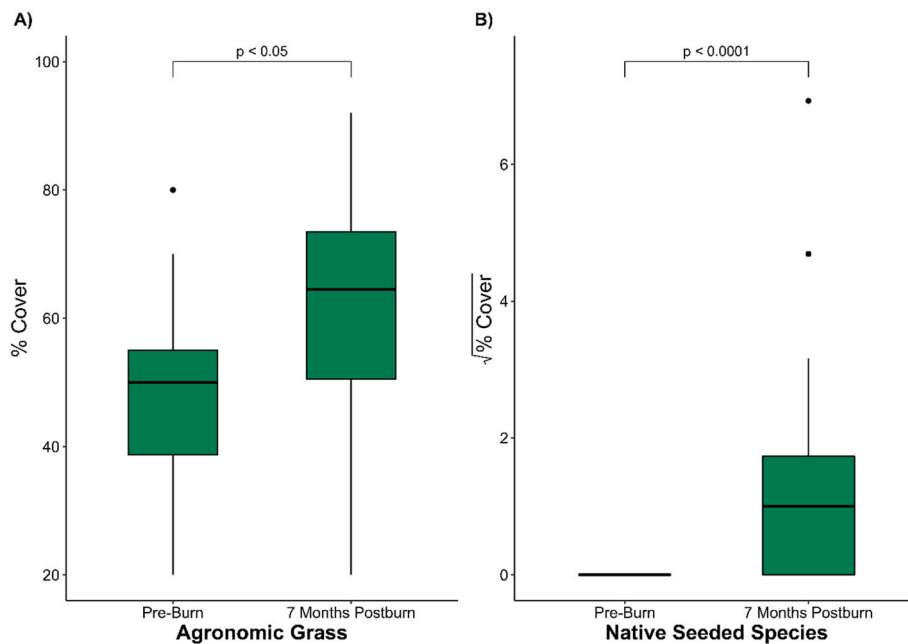 A)
p < 0.05
100
80
60
40
20
% Cover
Pre-Burn
7 Months Postburn
Agronomic Grass
B)
p < 0.0001
6
4
2
0
√% Cover
Pre-Burn
7 Months Postburn
Native Seeded Species